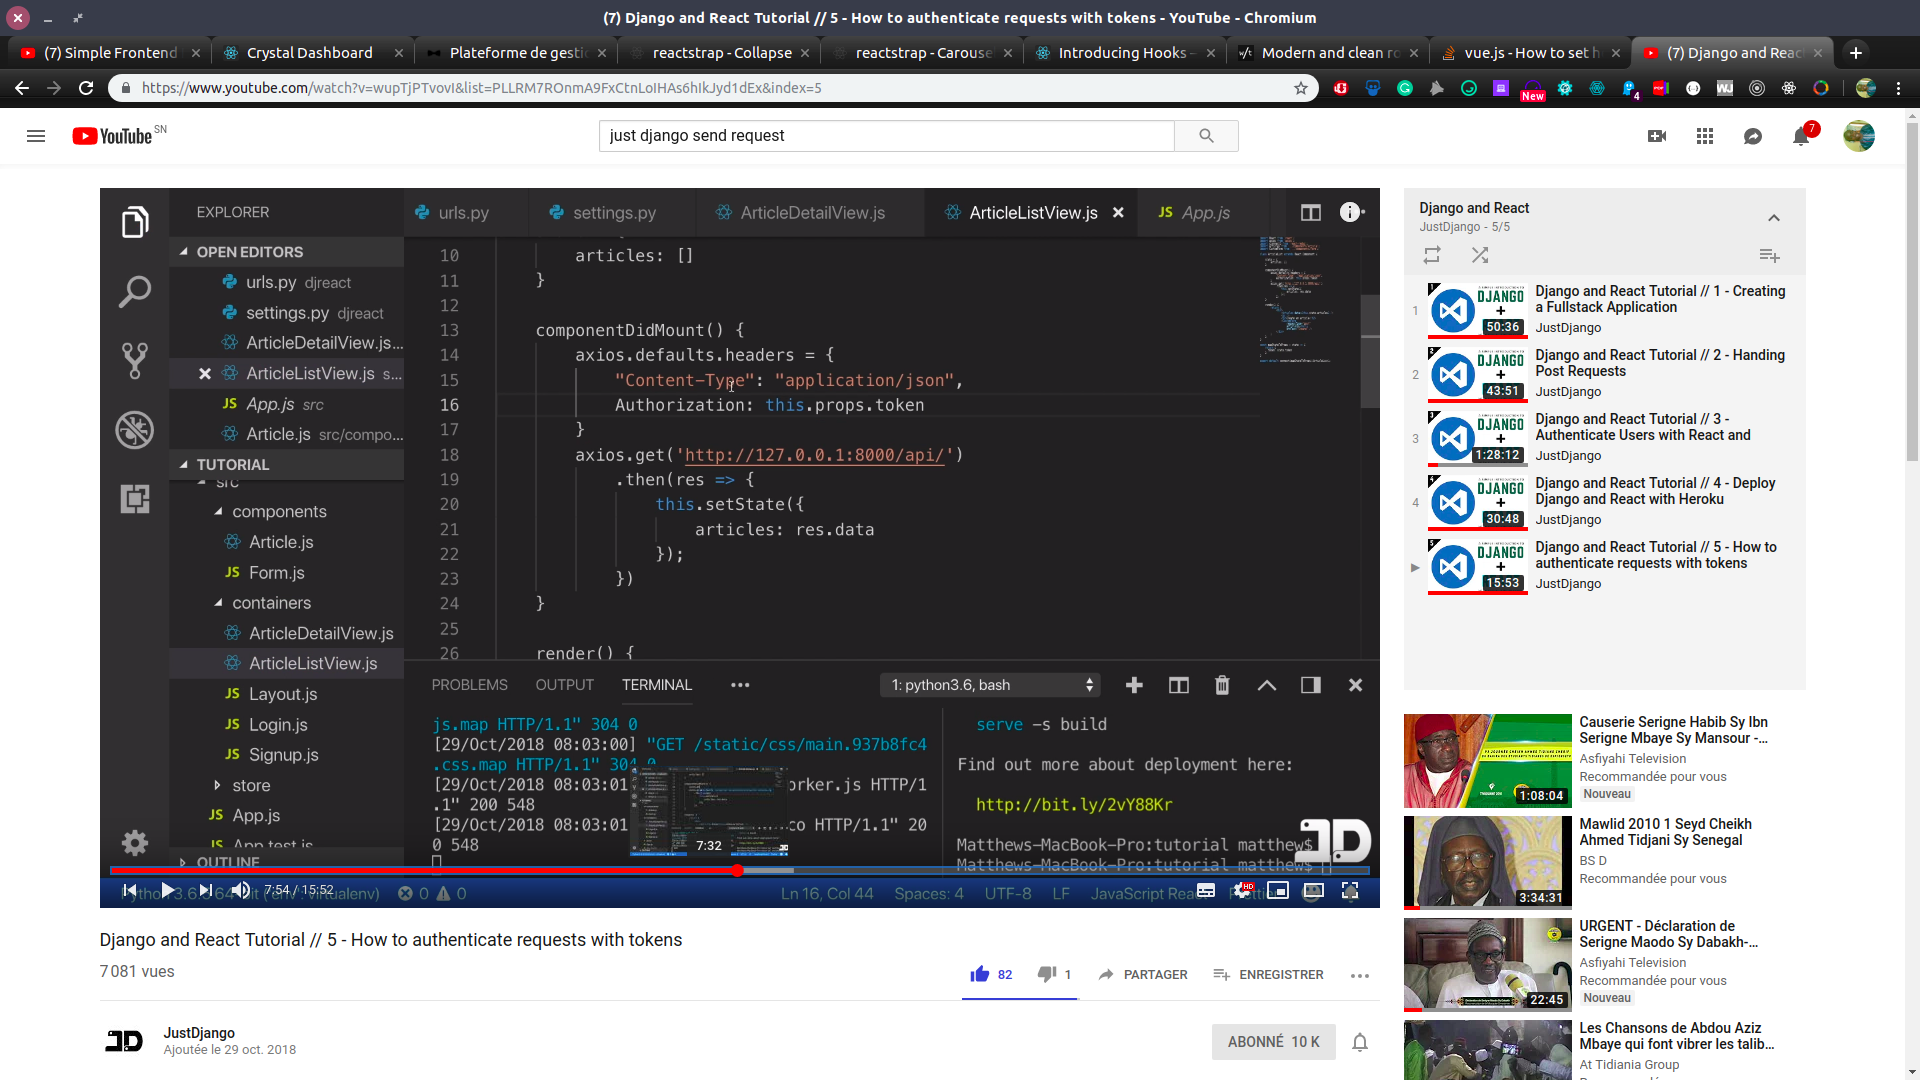 (7) Django and React Tutorial // 5 - How to authenticate requests with tokens - YouTube - Chromium
(7) Simple Frontend
Crystal Dashboard
Plateforme de gesti
reactstrap - Collapse
reactstrap - Carouse
Introducing Hooks -
Modern and clean ro
vue.js - How to set h
(7) Django and Reac
https://www.youtube.com/watch?v=wupTjPTvovI&list=PLLRM7ROnmA9FxCtnLoIHAs6hIkJyd1dEx&index=5
New
4
YouTube SN
just django send request
7
EXPLORER
urls.py
settings.py
ArticleDetailView.js
ArticleListView.js
App.js
OPEN EDITORS
urls.py djreact
settings.py djreact
ArticleDetailView.js...
ArticleListView.js s...
App.js src
Article.js src/compo...
TUTORIAL
src
components
Article.js
Form.js
containers
ArticleDetailView.js
ArticleListView.js
Layout.js
Login.js
Signup.js
store
App.js
App.test.js
OUTLINE
10 articles: []
11 }
12
13 componentDidMount() {
14 axios.defaults.headers = {
15 "Content-Type": "application/json",
16 Authorization: this.props.token
17 }
18 axios.get('http://127.0.0.1:8000/api/')
19 .then(res => {
20 this.setState({
21 articles: res.data
22 });
23 })
24 }
25
26 render() {
PROBLEMS OUTPUT TERMINAL
1: python3.6, bash
js.map HTTP/1.1" 304 0
[29/Oct/2018 08:03:00] "GET /static/css/main.937b8fc4
.css.map HTTP/1.1" 304 0
[29/Oct/2018 08:03:01 orker.js HTTP/1
.1" 200 548
[29/Oct/2018 08:03:01 co HTTP/1.1" 20
0 548
7:32
serve -s build
Find out more about deployment here:
http://bit.ly/2vY88Kr
Matthews-MacBook-Pro:tutorial matthew$
Matthews-MacBook-Pro:tutorial matthew$
JD
7:54 / 15:52
0 0
Ln 16, Col 44 Spaces: 4 UTF-8 LF JavaScript Reac
HD
Django and React Tutorial // 5 - How to authenticate requests with tokens
7 081 vues
82
1
PARTAGER
ENREGISTRER
JD
JustDjango
Ajoutée le 29 oct. 2018
ABONNÉ 10 K
Django and React
JustDjango - 5/5
1
DJANGO
+
50:36
Django and React Tutorial // 1 - Creating
a Fullstack Application
JustDjango
2
DJANGO
+
43:51
Django and React Tutorial // 2 - Handing
Post Requests
JustDjango
3
DJANGO
+
1:28:12
Django and React Tutorial // 3 -
Authenticate Users with React and
JustDjango
4
DJANGO
+
30:48
Django and React Tutorial // 4 - Deploy
Django and React with Heroku
JustDjango
DJANGO
+
15:53
Django and React Tutorial // 5 - How to
authenticate requests with tokens
JustDjango
1:08:04
Causerie Serigne Habib Sy Ibn
Serigne Mbaye Sy Mansour -...
Asfiyahi Television
Recommandée pour vous
Nouveau
3:34:31
Mawlid 2010 1 Seyd Cheikh
Ahmed Tidjani Sy Senegal
BS D
Recommandée pour vous
22:45
URGENT - Déclaration de
Serigne Maodo Sy Dabakh-...
Asfiyahi Television
Recommandée pour vous
Nouveau
Les Chansons de Abdou Aziz
Mbaye qui font vibrer les talib...
At Tidiania Group